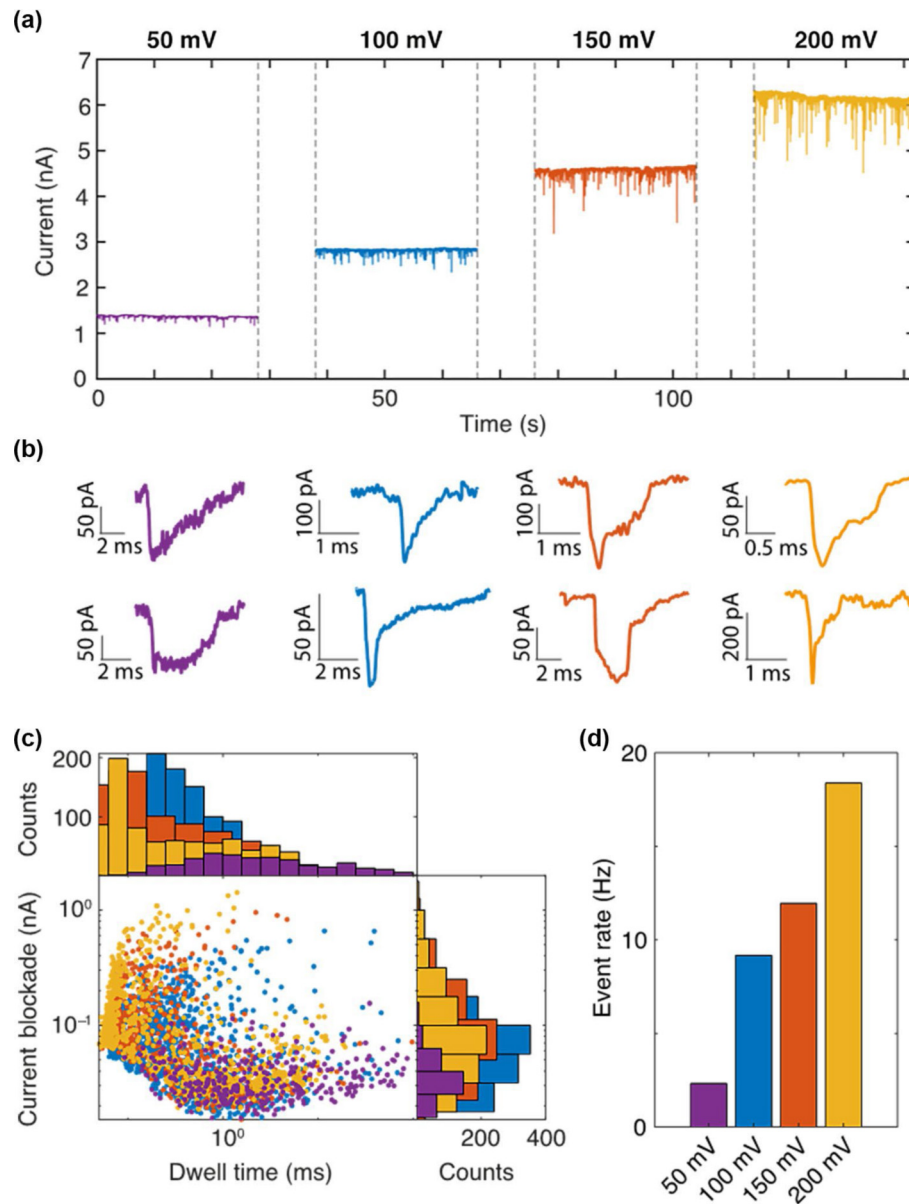 (a)
50 mV 100 mV 150 mV 200 mV
7
6
5
4
3
2
1
0
Current (nA)
0 50 100
Time (s)
(b)
50 pA
2 ms
100 pA
1 ms
100 pA
1 ms
50 pA
0.5 ms
50 pA
2 ms
50 pA
2 ms
50 pA
2 ms
200 pA
1 ms
(c)
200
100
Counts
10⁰
10⁻¹
Current blockade (nA)
10⁰
Dwell time (ms)
200 400
Counts
(d)
20
10
0
Event rate (Hz)
50 mV
100 mV
150 mV
200 mV